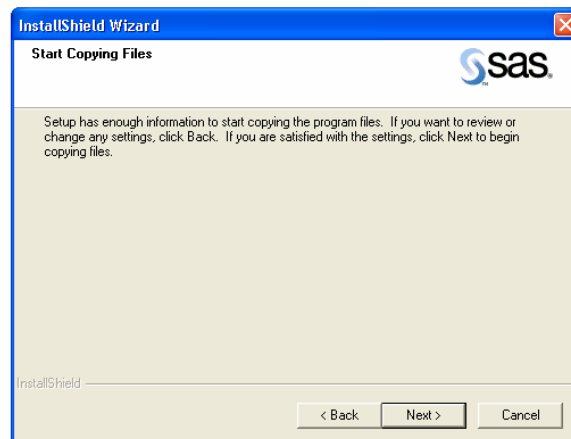 InstallShield Wizard
Start Copying Files
sas.
Setup has enough information to start copying the program files. If you want to review or
change any settings, click Back. If you are satisfied with the settings, click Next to begin
copying files.
InstallShield
< Back Next > Cancel